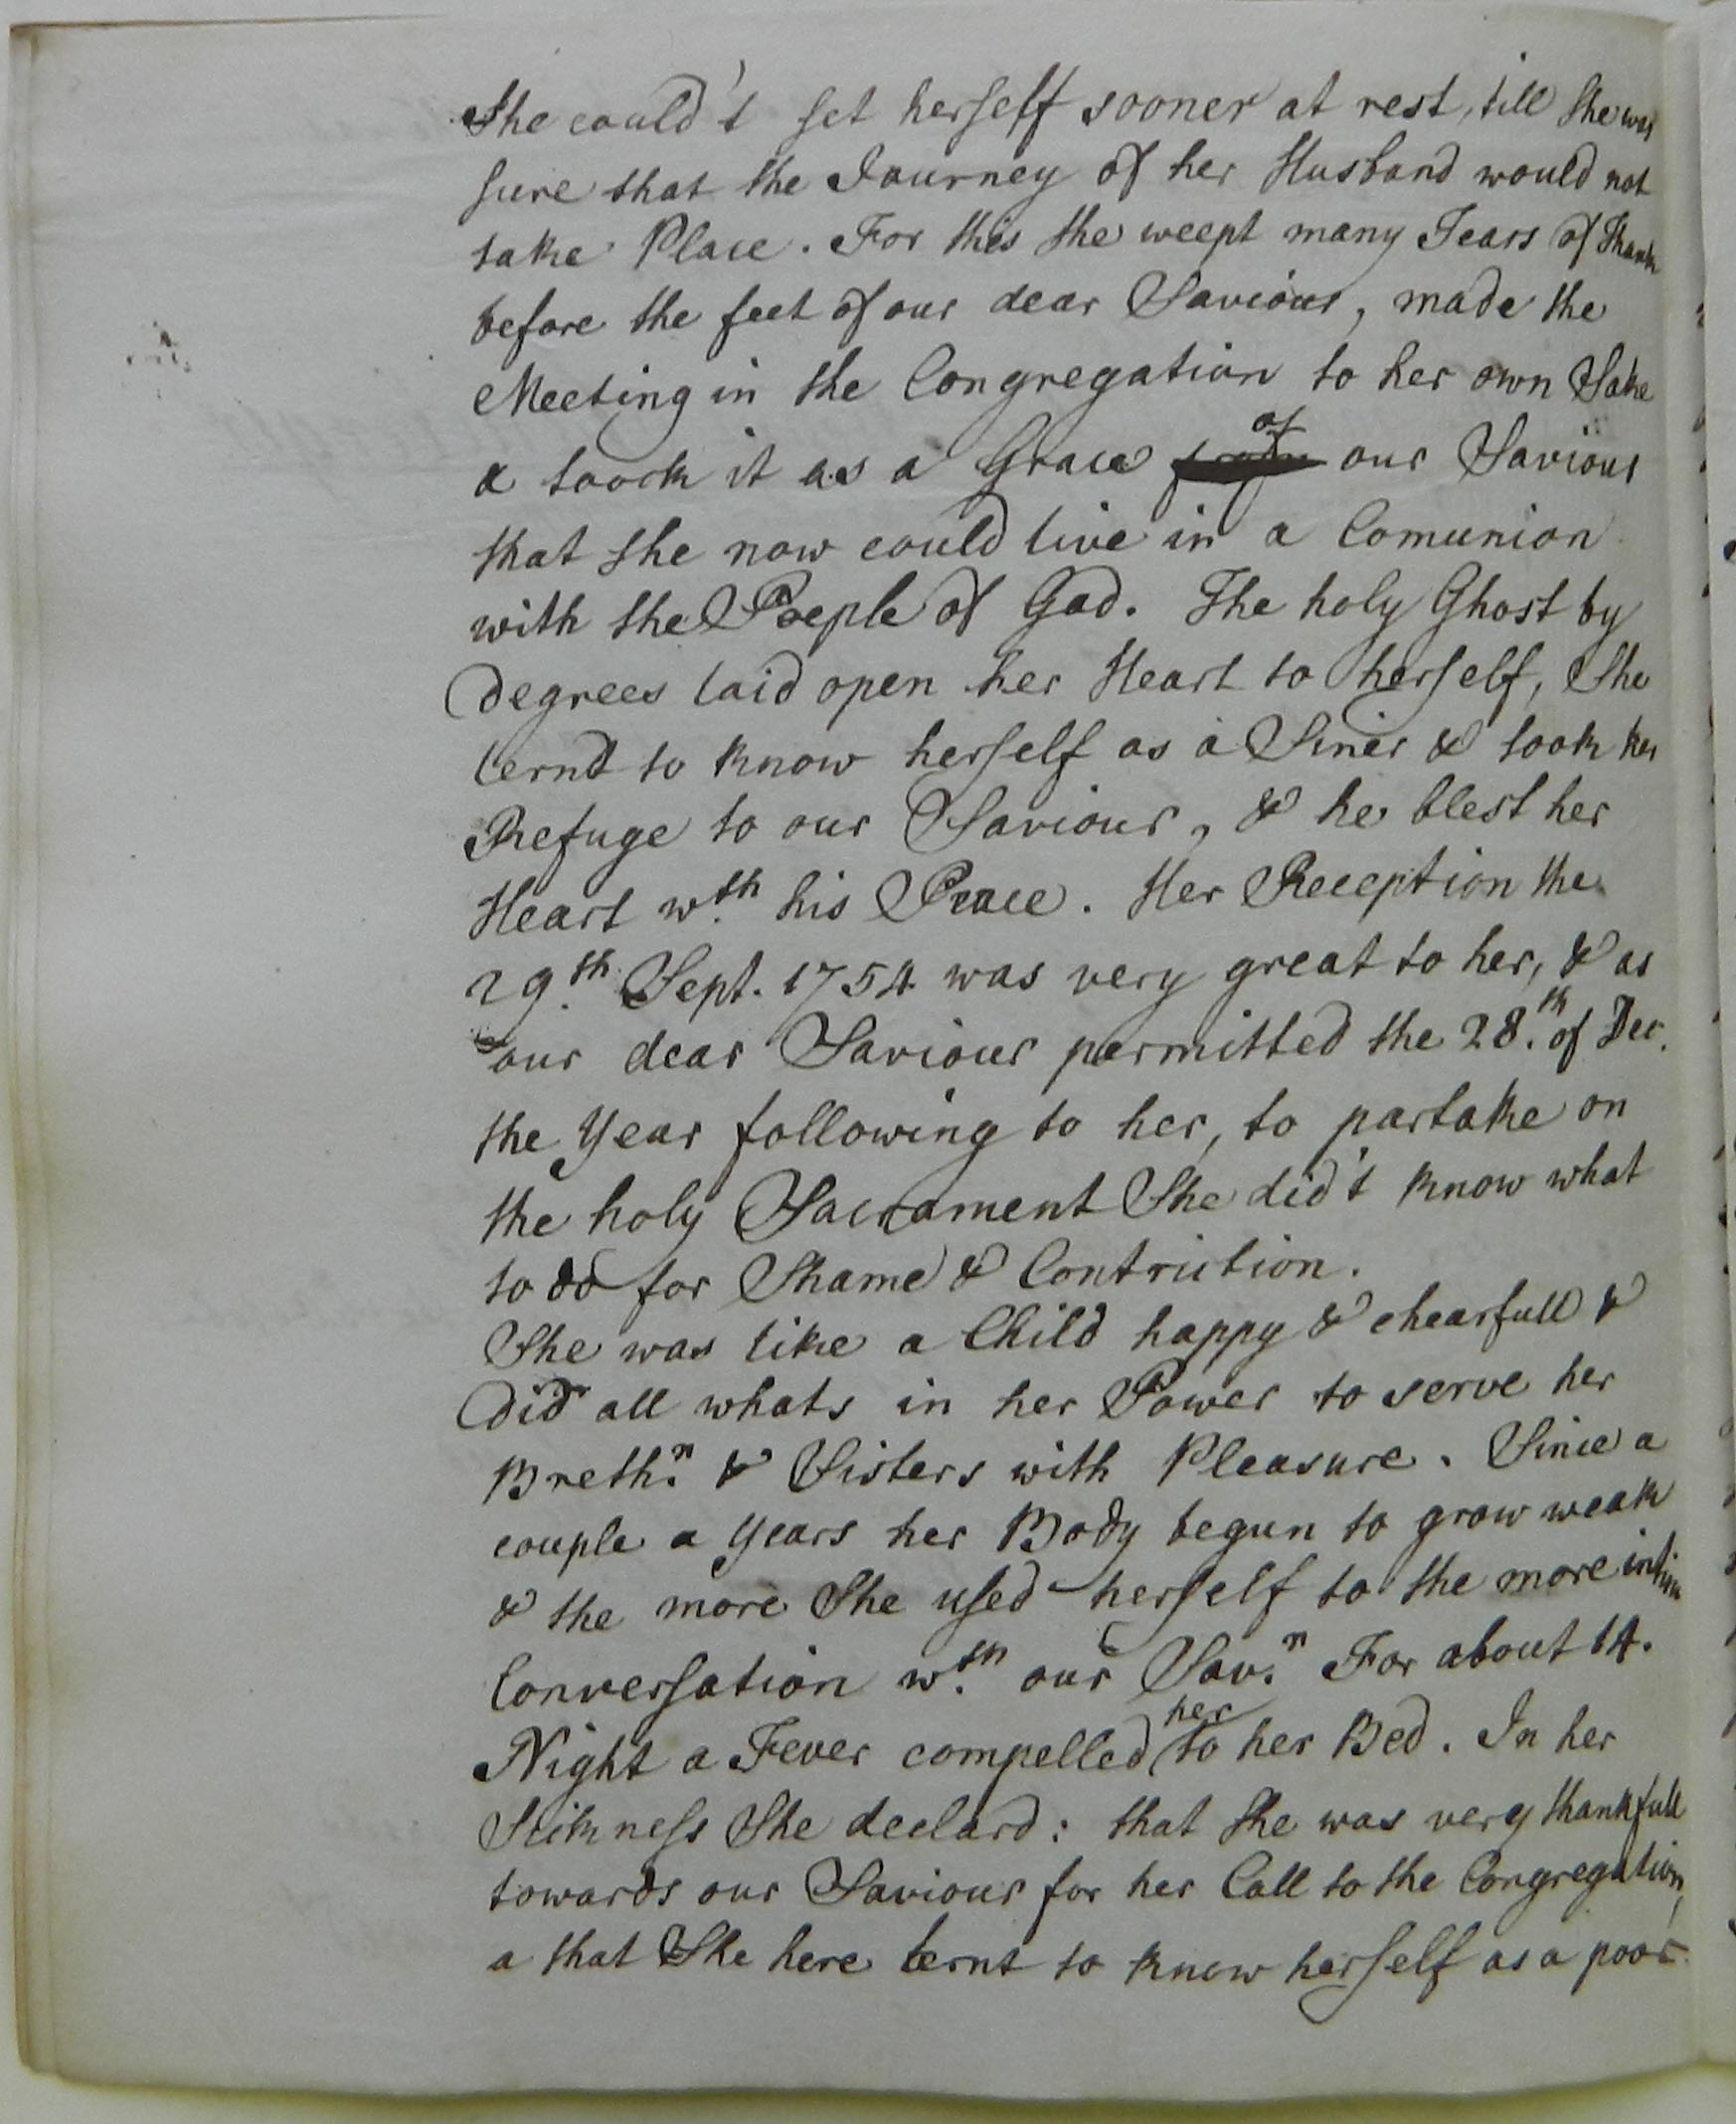 She could't set herself sooner at rest, till She was
sure that the Journey of her Husband would not
take Place. For this She weept many Tears of Thank
before the feet of our dear Saviour, made the
Meeting in the Congregation to her own Sake
& toock it as a Grace of our Saviour
that she now could live in a Comunion
with the People of God. The holy Ghost by
Degrees laid open her Heart to herself, She
lernd to know herself as a Siner & took her
Refuge to our Saviour, & he blest her
Heart wth. his Peace. Her Reception the
29th. Sept. 1754 was very great to her, & as
our dear Saviour permitted the 28.th of Dec.
the Year following to her, to partake on
the holy Sacrament She did't know what
to do for Shame & Contrition.
She was like a Child happy & chearfull &
Did all whats in her Power to serve her
Brethn. & Sisters with Pleasure. Since a
couple a Years her Body begun to grow weak
& the more She used herself to the more
Conversation wth. our Savr. For about 14.
Night a Fever compelled her to her Bed. In her
Sickness She declard: that She was very thankfull
towards our Saviour for her Call to the Congregation,
a that She here lernt to know herself as a poor